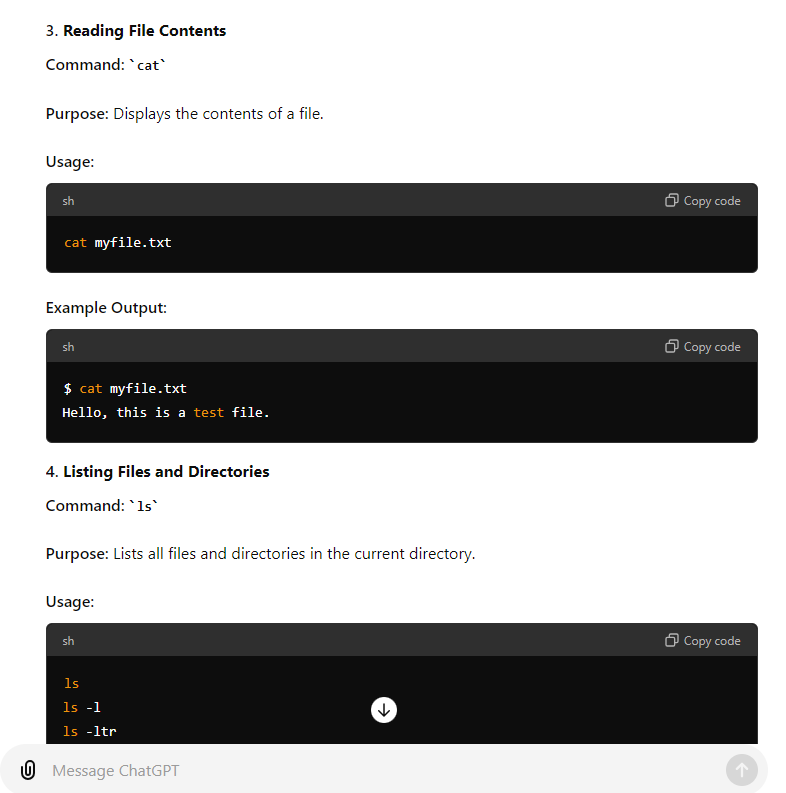 3. Reading File Contents
Command: `cat`
Purpose: Displays the contents of a file.
Usage:
sh
Copy code
cat myfile.txt
Example Output:
sh
Copy code
$ cat myfile.txt
Hello, this is a test file.
4. Listing Files and Directories
Command: `ls`
Purpose: Lists all files and directories in the current directory.
Usage:
sh
Copy code
ls
ls -l
ls -ltr
Message ChatGPT